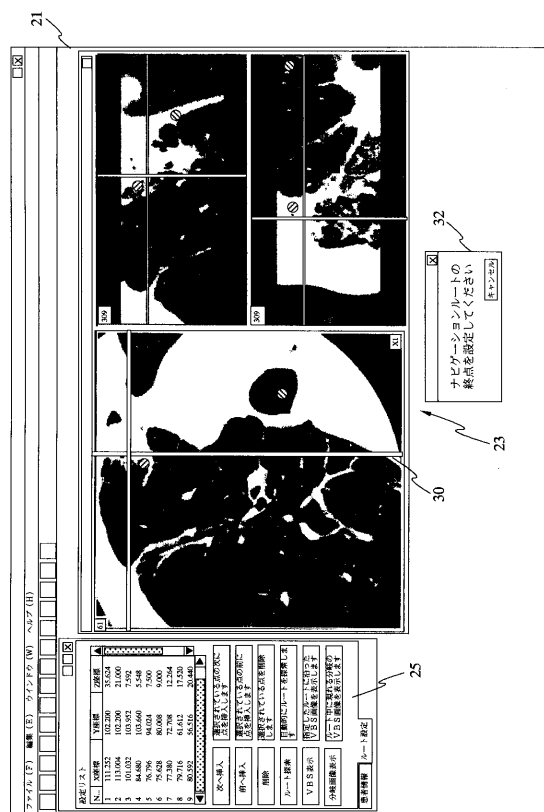 21
ファイル (F) 編集 (E) ウインドウ (W) ヘルプ (H)
設定リスト
N... X座標 Y座標 Z座標
1 111.252 102.200 35.624
2 113.004 102.200 21.000
3 101.032 103.952 7.592
4 84.680 103.660 5.548
5 76.796 94.024 7.500
6 75.628 80.008 9.000
7 77.380 72.708 12.264
8 79.716 61.612 17.520
9 80.592 56.516 20.440
次へ挿入 選択されている点の次に
点を挿入します
前へ挿入 選択されている点の前に
点を挿入します
削除 選択されている点を削除
します
ルート探索 自動的にルートを探索しま
す
VBS表示 指定したルートに沿った
VBS画像を表示します
分岐画像表示 ルート中に現れる分岐の
VBS画像を表示します
患者情報 ルート設定
25
61
X1
309
309
30
23
32
ナビゲーションルートの
終点を設定してください
キャンセル